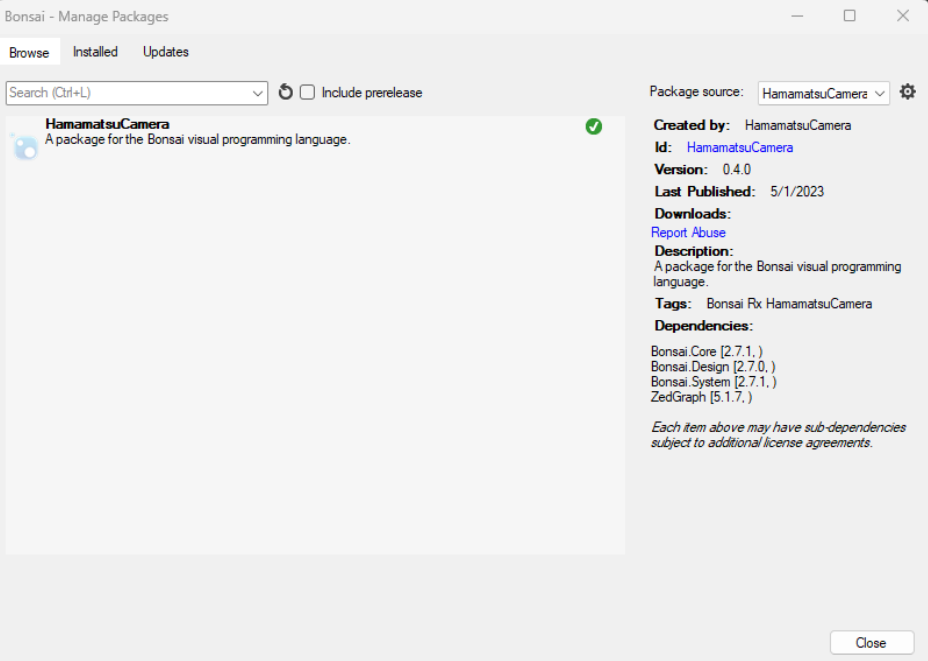 Bonsai - Manage Packages
Browse Installed Updates
Search (Ctrl+L) Include prerelease Package source: HamamatsuCamera
HamamatsuCamera
A package for the Bonsai visual programming language.
Created by: HamamatsuCamera
Id: HamamatsuCamera
Version: 0.4.0
Last Published: 5/1/2023
Downloads:
Report Abuse
Description:
A package for the Bonsai visual programming
language.
Tags: Bonsai Rx HamamatsuCamera
Dependencies:
Bonsai.Core [2.7.1, )
Bonsai.Design [2.7.0, )
Bonsai.System [2.7.1, )
ZedGraph [5.1.7, )
Each item above may have sub-dependencies
subject to additional license agreements.
Close